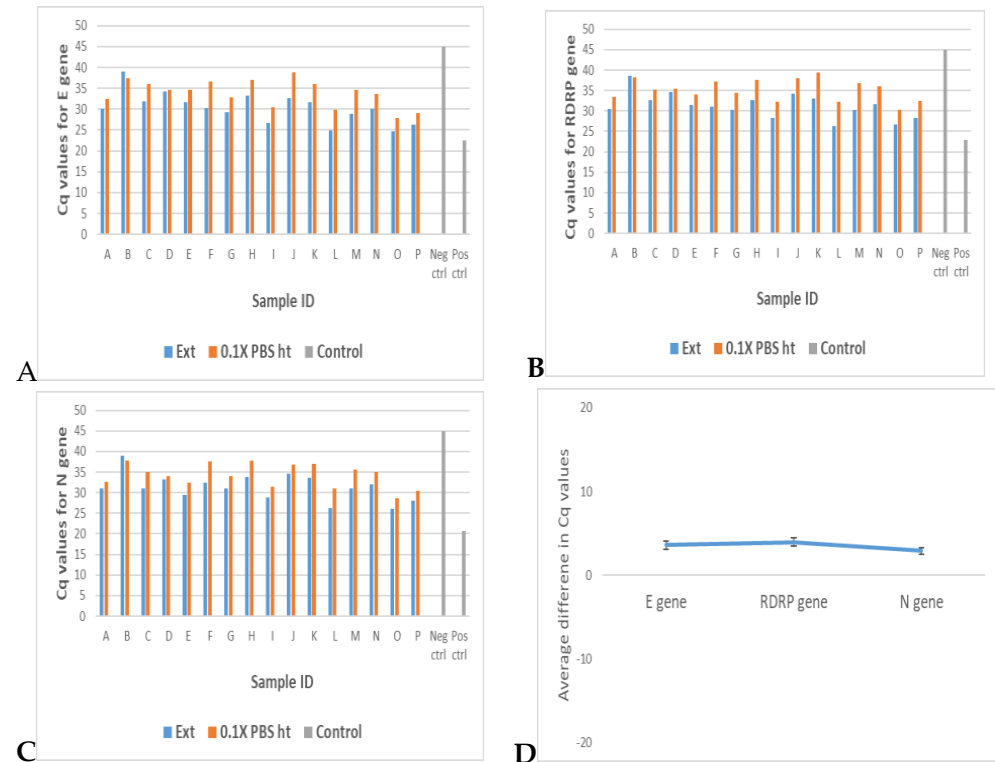 Cq values for E gene
50
45
40
35
30
25
20
15
10
5
0
A B C D E F G H I J K L M N O P Neg ctrl Pos ctrl
Sample ID
Ext 0.1X PBS ht Control
A
Cq values for RDRP gene
50
45
40
35
30
25
20
15
10
5
0
A B C D E F G H I J K L M N O P Neg ctrl Pos ctrl
Sample ID
Ext 0.1X PBS ht Control
B
Cq values for N gene
50
45
40
35
30
25
20
15
10
5
0
A B C D E F G H I J K L M N O P Neg ctrl Pos ctrl
Sample ID
Ext 0.1X PBS ht Control
C
Average differene in Cq values
20
10
0
-10
-20
E gene RDRP gene N gene
D